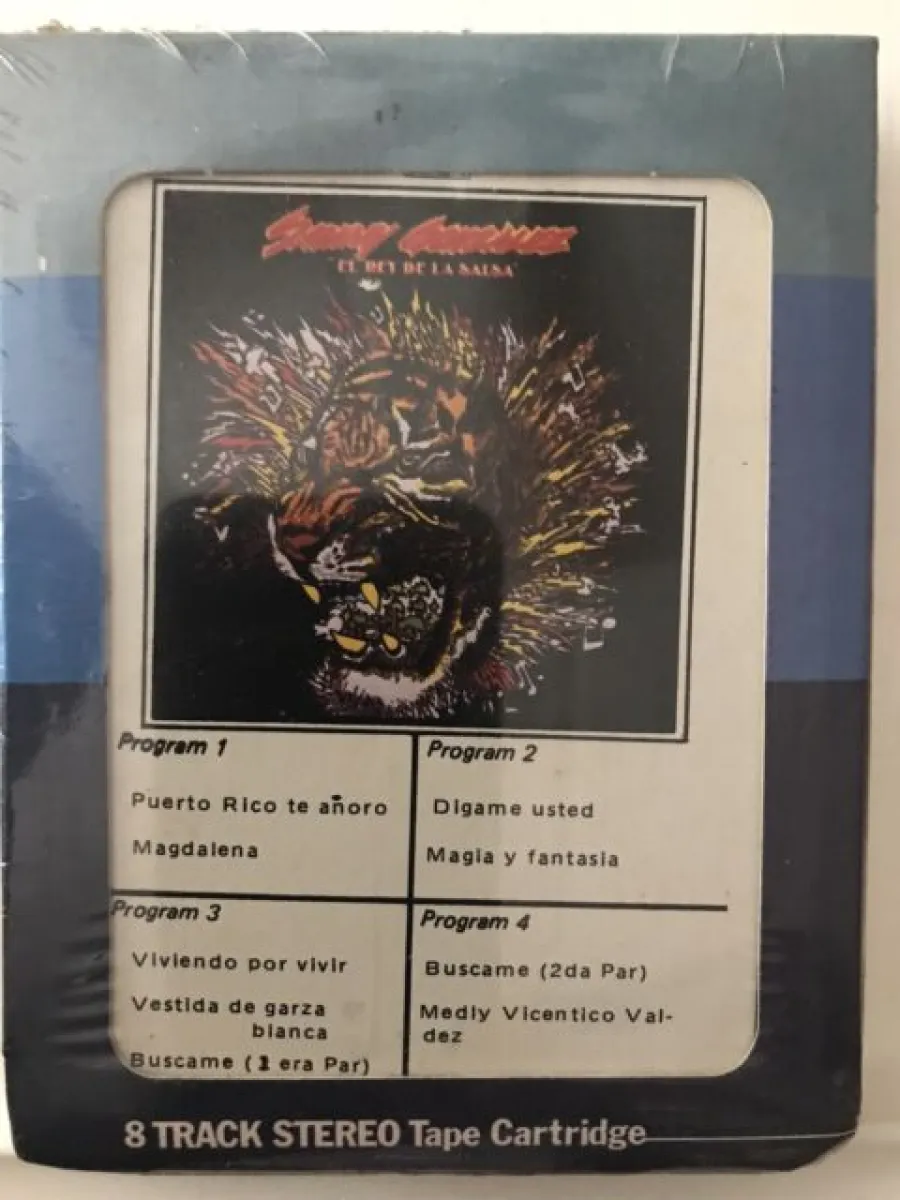 Sammy Gonzalez
"EL REY DE LA SALSA"
Program 1
Puerto Rico te añoro
Magdalena
Program 2
Digame usted
Magia y fantasia
Program 3
Viviendo por vivir
Vestida de garza
blanca
Buscame (1 era Par)
Program 4
Buscame (2da Par)
Medly Vicentico Val-
dez
8 TRACK STEREO Tape Cartridge